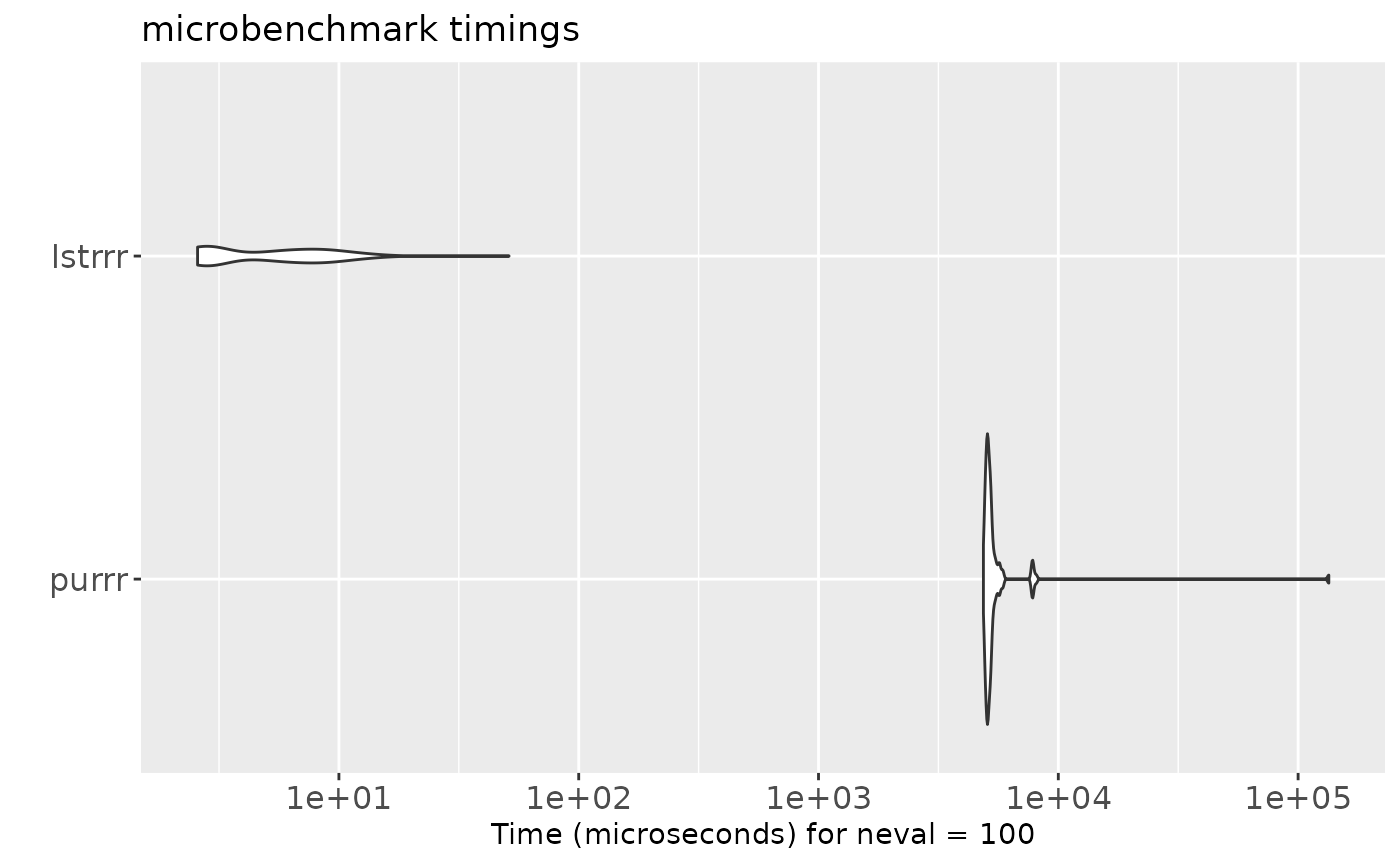 microbenchmark timings
lstrrr
purrr
1e+01 1e+02 1e+03 1e+04 1e+05
Time (microseconds) for neval = 100